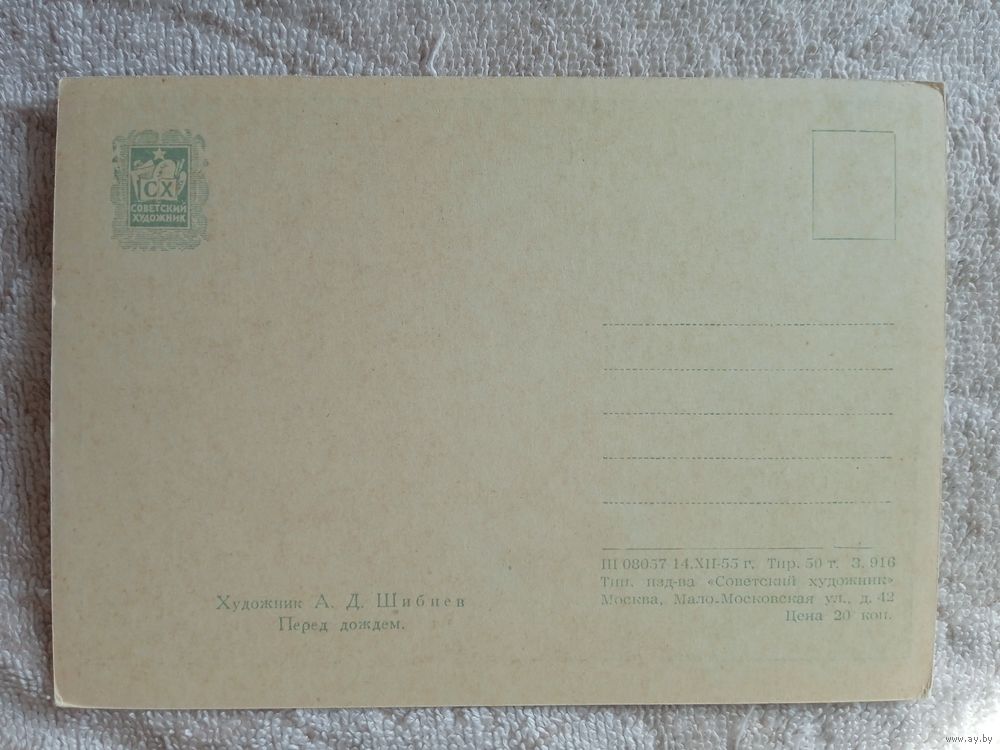 СХ
СОВЕТСКИЙ
ХУДОЖНИК
Художник А. Д. Шибнев
Перед дождем.
Ш 08057 14.XII-55 г. Тир. 50 т. З. 916
Тип. изд-ва «Советский художник»
Москва, Мало-Московская ул., д. 42
Цена 20 коп.
www.ay.by